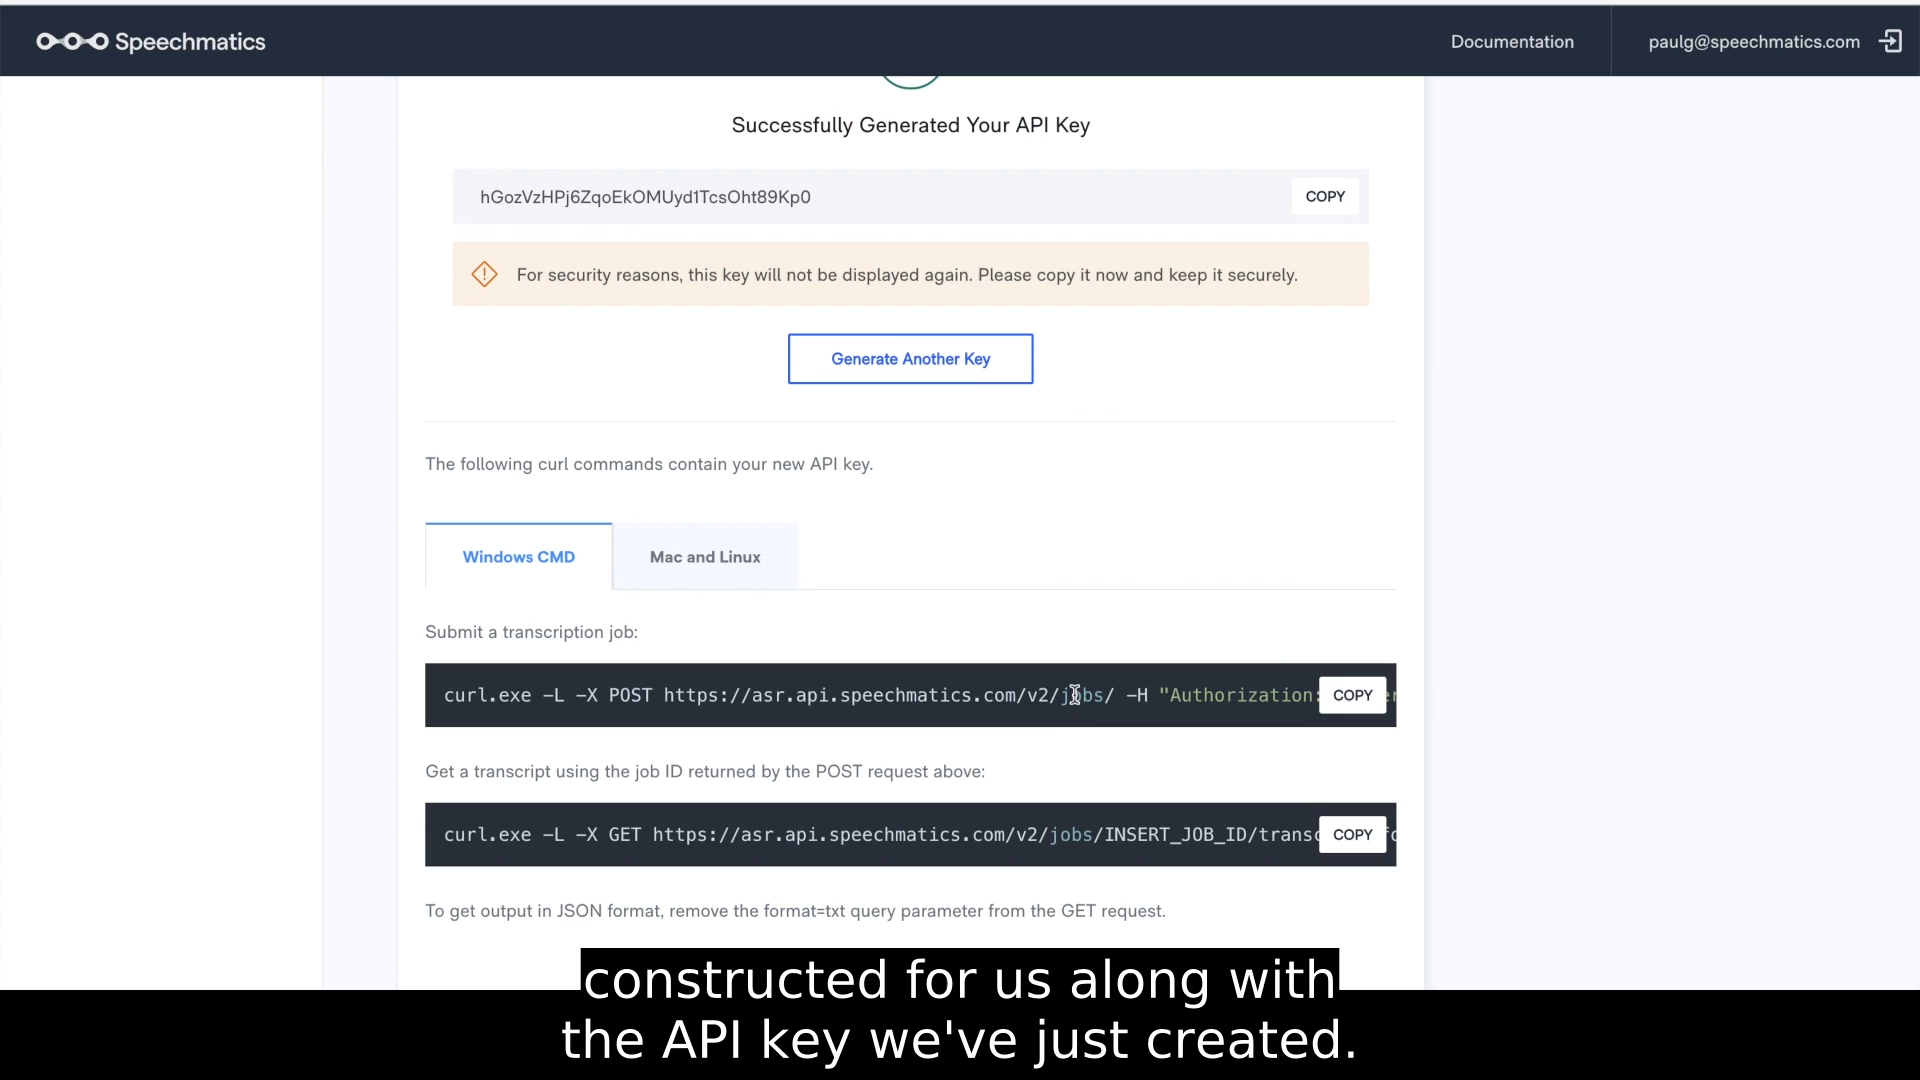 Speechmatics
Documentation
paulg@speechmatics.com
Successfully Generated Your API Key
hGozVzHPj6ZqoEkOMUyd1TcsOht89Kp0
COPY
For security reasons, this key will not be displayed again. Please copy it now and keep it securely.
Generate Another Key
The following curl commands contain your new API key.
Windows CMD
Mac and Linux
Submit a transcription job:
curl.exe -L -X POST https://asr.api.speechmatics.com/v2/jobs/ -H "Authorization:
COPY
Get a transcript using the job ID returned by the POST request above:
curl.exe -L -X GET https://asr.api.speechmatics.com/v2/jobs/INSERT_JOB_ID/transc
COPY
To get output in JSON format, remove the format=txt query parameter from the GET request.
constructed for us along with
the API key we've just created.